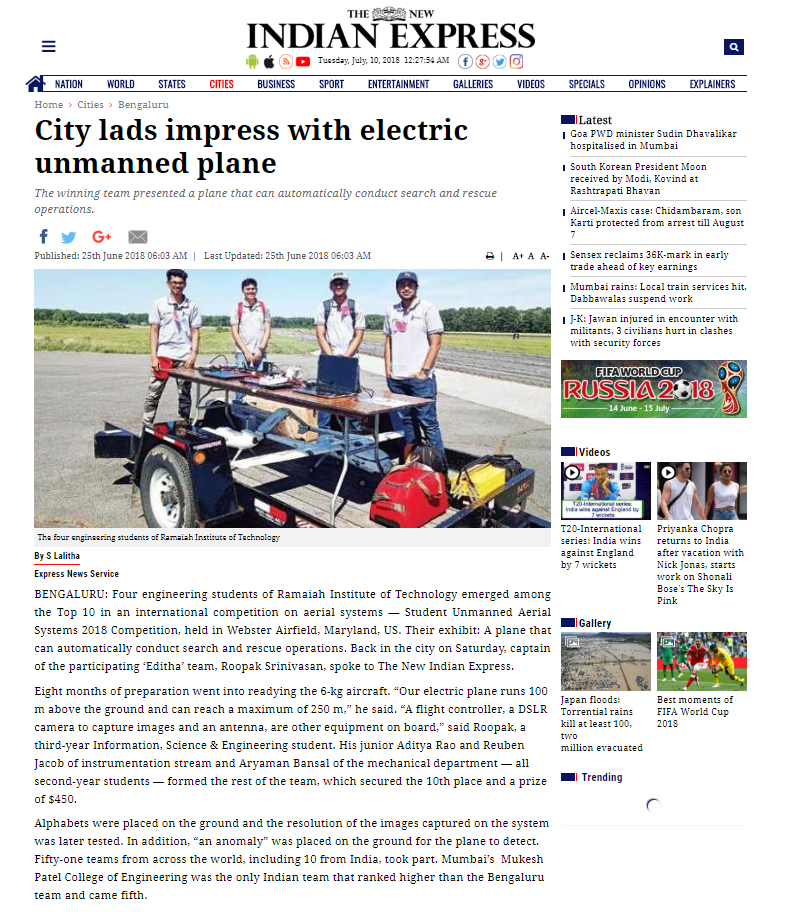 THE NEW
INDIAN EXPRESS
Tuesday, July, 10, 2018 12:27:54 AM
NATION WORLD STATES CITIES BUSINESS SPORT ENTERTAINMENT GALLERIES VIDEOS SPECIALS OPINIONS EXPLAINERS
Home > Cities > Bengaluru
City lads impress with electric
unmanned plane
The winning team presented a plane that can automatically conduct search and rescue
operations.
Published: 25th June 2018 06:03 AM | Last Updated: 25th June 2018 06:03 AM
| A+ A A-
The four engineering students of Ramaiah Institute of Technology
By S Lalitha
Express News Service
BENGALURU: Four engineering students of Ramaiah Institute of Technology emerged among
the Top 10 in an international competition on aerial systems — Student Unmanned Aerial
Systems 2018 Competition, held in Webster Airfield, Maryland, US. Their exhibit: A plane that
can automatically conduct search and rescue operations. Back in the city on Saturday, captain
of the participating ‘Editha’ team, Roopak Srinivasan, spoke to The New Indian Express.
Eight months of preparation went into readying the 6-kg aircraft. “Our electric plane runs 100
m above the ground and can reach a maximum of 250 m,” he said. “A flight controller, a DSLR
camera to capture images and an antenna, are other equipment on board,” said Roopak, a
third-year Information, Science & Engineering student. His junior Aditya Rao and Reuben
Jacob of instrumentation stream and Aryaman Bansal of the mechanical department — all
second-year students — formed the rest of the team, which secured the 10th place and a prize
of $450.
Alphabets were placed on the ground and the resolution of the images captured on the system
was later tested. In addition, “an anomaly” was placed on the ground for the plane to detect.
Fifty-one teams from across the world, including 10 from India, took part. Mumbai’s Mukesh
Patel College of Engineering was the only Indian team that ranked higher than the Bengaluru
team and came fifth.
Latest
Goa PWD minister Sudin Dhavalikar
hospitalised in Mumbai
South Korean President Moon
received by Modi, Kovind at
Rashtrapati Bhavan
Aircel-Maxis case: Chidambaram, son
Karti protected from arrest till August
7
Sensex reclaims 36K-mark in early
trade ahead of key earnings
Mumbai rains: Local train services hit,
Dabbawalas suspend work
J-K: Jawan injured in encounter with
militants, 3 civilians hurt in clashes
with security forces
FIFA WORLD CUP
RUSSIA 2018
14 June - 15 July
Videos
T20-International series:
India wins against England by
7 wickets
T20-International
series: India wins
against England
by 7 wickets
Priyanka Chopra
returns to India
after vacation with
Nick Jonas, starts
work on Shonali
Bose's The Sky Is
Pink
Gallery
Japan floods:
Torrential rains
kill at least 100,
two
million evacuated
Best moments of
FIFA World Cup
2018
Trending